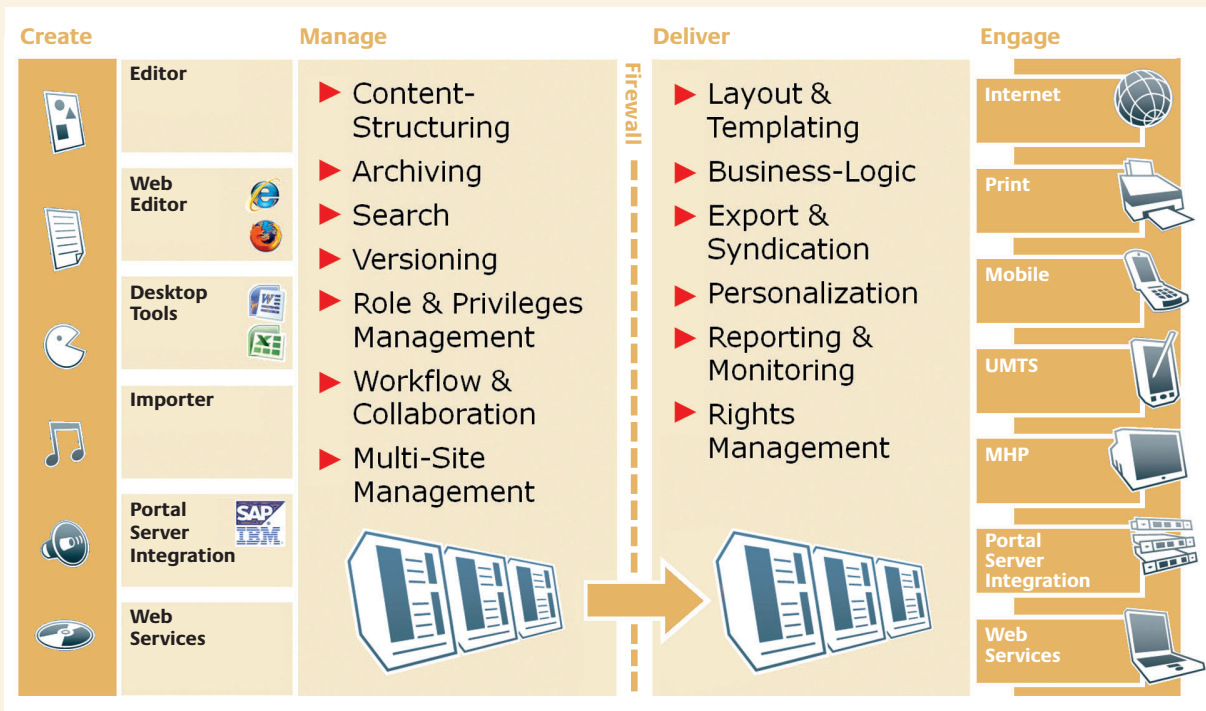 Create
Manage
Deliver
Engage
Editor
Web
Editor
Desktop
Tools
Importer
Portal
Server
Integration
SAP
IBM
Web
Services
Content-
Structuring
Archiving
Search
Versioning
Role & Privileges
Management
Workflow &
Collaboration
Multi-Site
Management
Firewall
Layout &
Templating
Business-Logic
Export &
Syndication
Personalization
Reporting &
Monitoring
Rights
Management
Internet
Print
Mobile
UMTS
MHP
Portal
Server
Integration
Web
Services